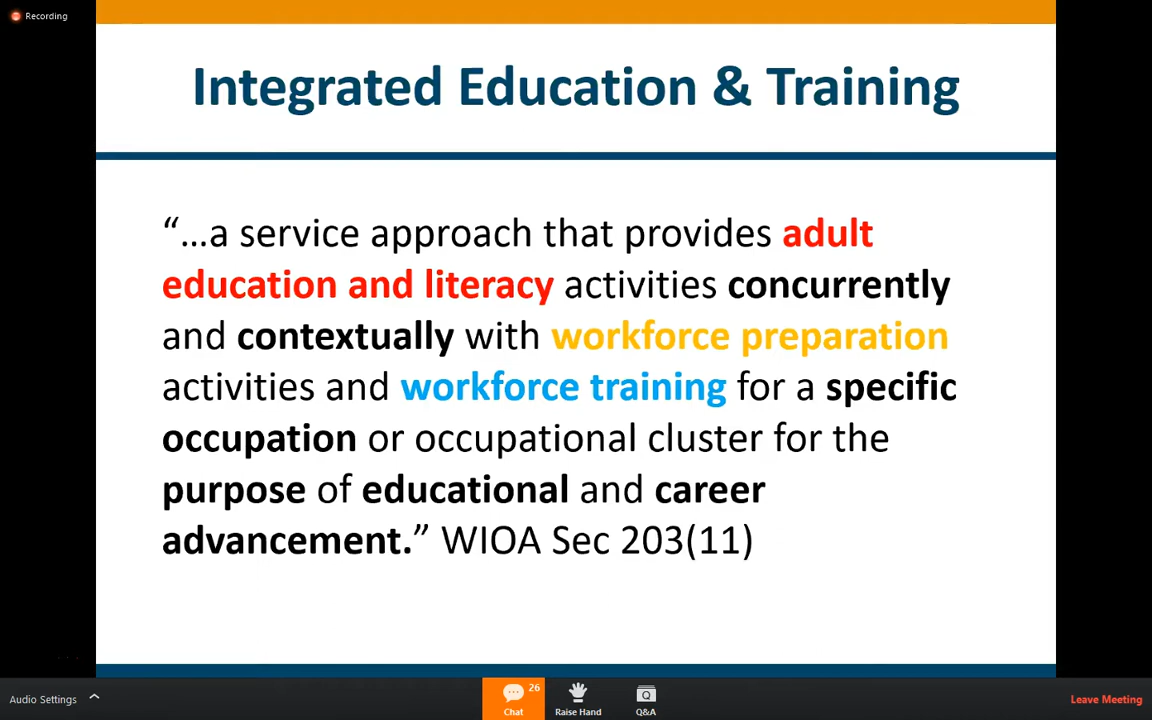 Recording
Integrated Education & Training
“…a service approach that provides adult
education and literacy activities concurrently
and contextually with workforce preparation
activities and workforce training for a specific
occupation or occupational cluster for the
purpose of educational and career
advancement.” WIOA Sec 203(11)
Audio Settings
26
Chat
Raise Hand
Q
Q&A
Leave Meeting